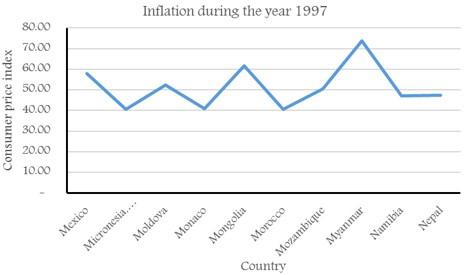 Inflation during the year 1997
Consumer price index
80.00
70.00
60.00
50.00
40.00
30.00
20.00
10.00
-
Mexico
Micronesia,...
Moldova
Monaco
Mongolia
Morocco
Mozambique
Myanmar
Namibia
Nepal
Country